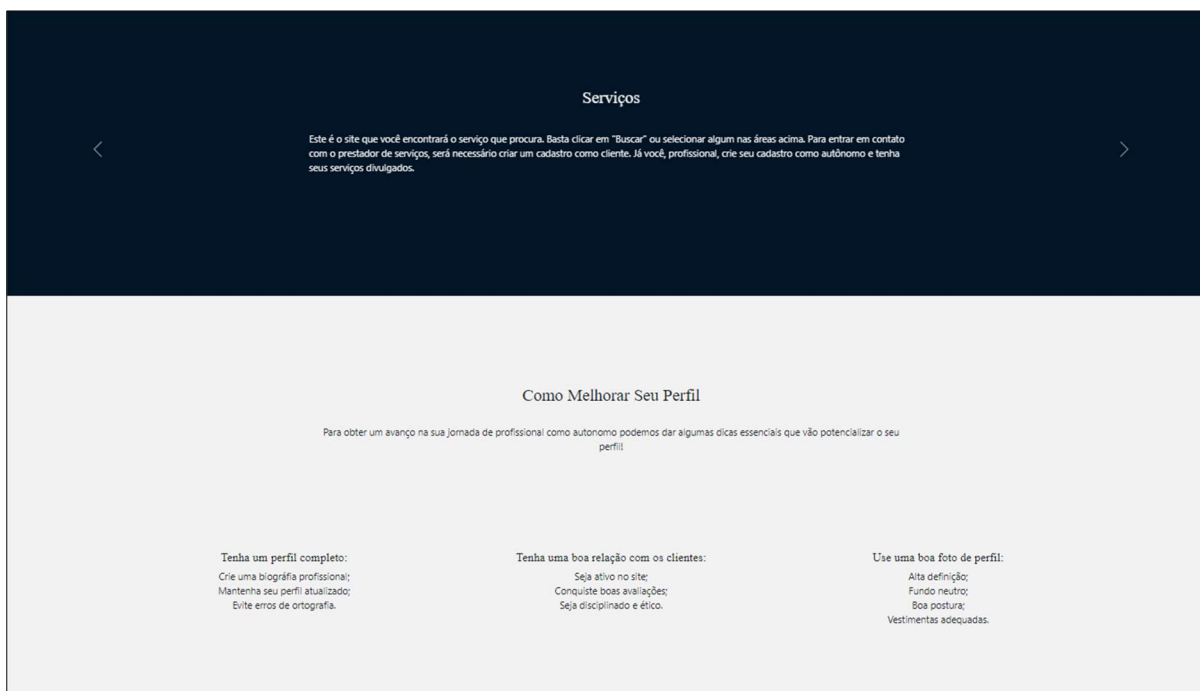 Serviços
Este é o site que você encontrará o serviço que procura. Basta clicar em "Buscar" ou selecionar algum nas áreas acima. Para entrar em contato
com o prestador de serviços, será necessário criar um cadastro como cliente. Já você, profissional, crie seu cadastro como autônomo e tenha
seus serviços divulgados.
Como Melhorar Seu Perfil
Para obter um avanço na sua jornada de profissional como autonomo podemos dar algumas dicas essenciais que vão potencializar o seu
perfil!
Tenha um perfil completo:
Crie uma biográfia profissional;
Mantenha seu perfil atualizado;
Evite erros de ortografia.
Tenha uma boa relação com os clientes:
Seja ativo no site;
Conquiste boas avaliações;
Seja disciplinado e ético.
Use uma boa foto de perfil:
Alta definição;
Fundo neutro;
Boa postura;
Vestimentas adequadas.